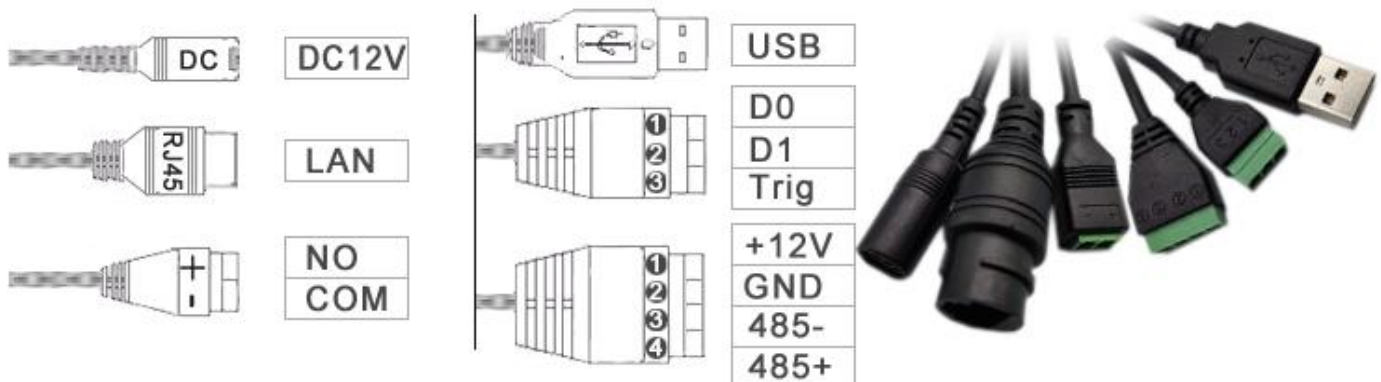 DC
DC12V
RJ45
LAN
+
-
NO
COM
USB
1
2
3
D0
D1
Trig
1
2
3
4
+12V
GND
485-
485+